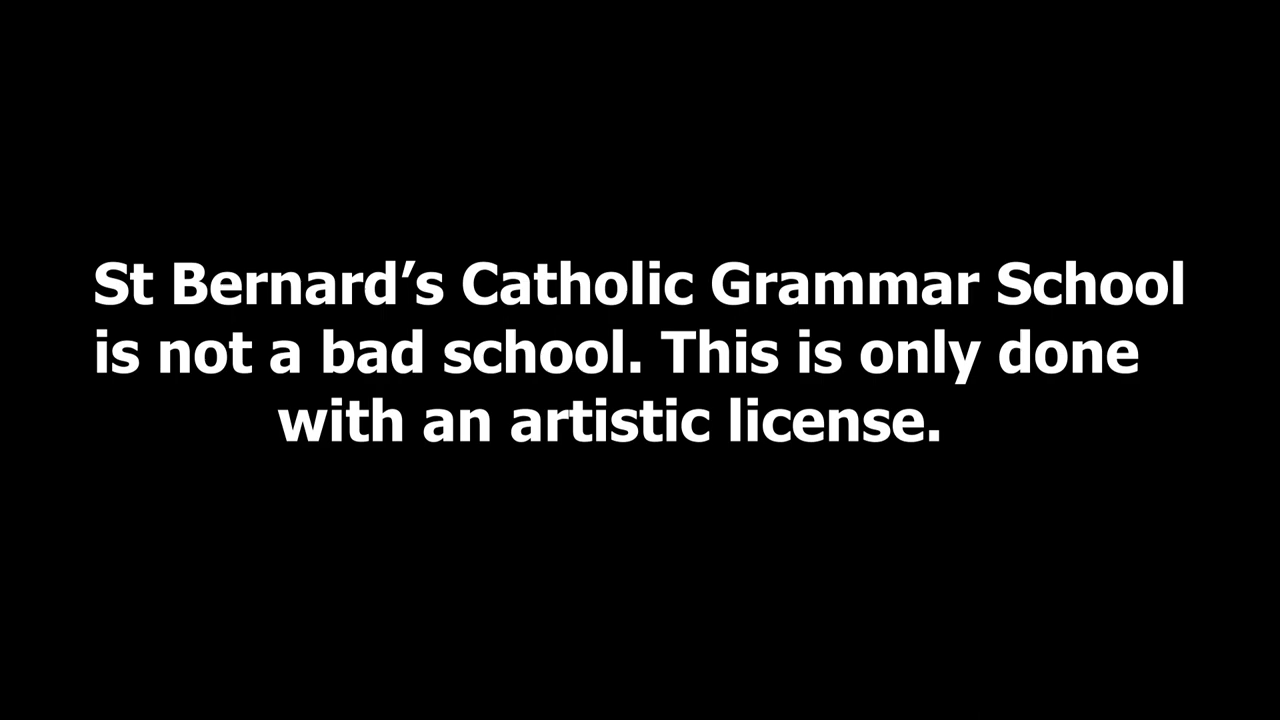 St Bernard’s Catholic Grammar School
is not a bad school. This is only done
with an artistic license.